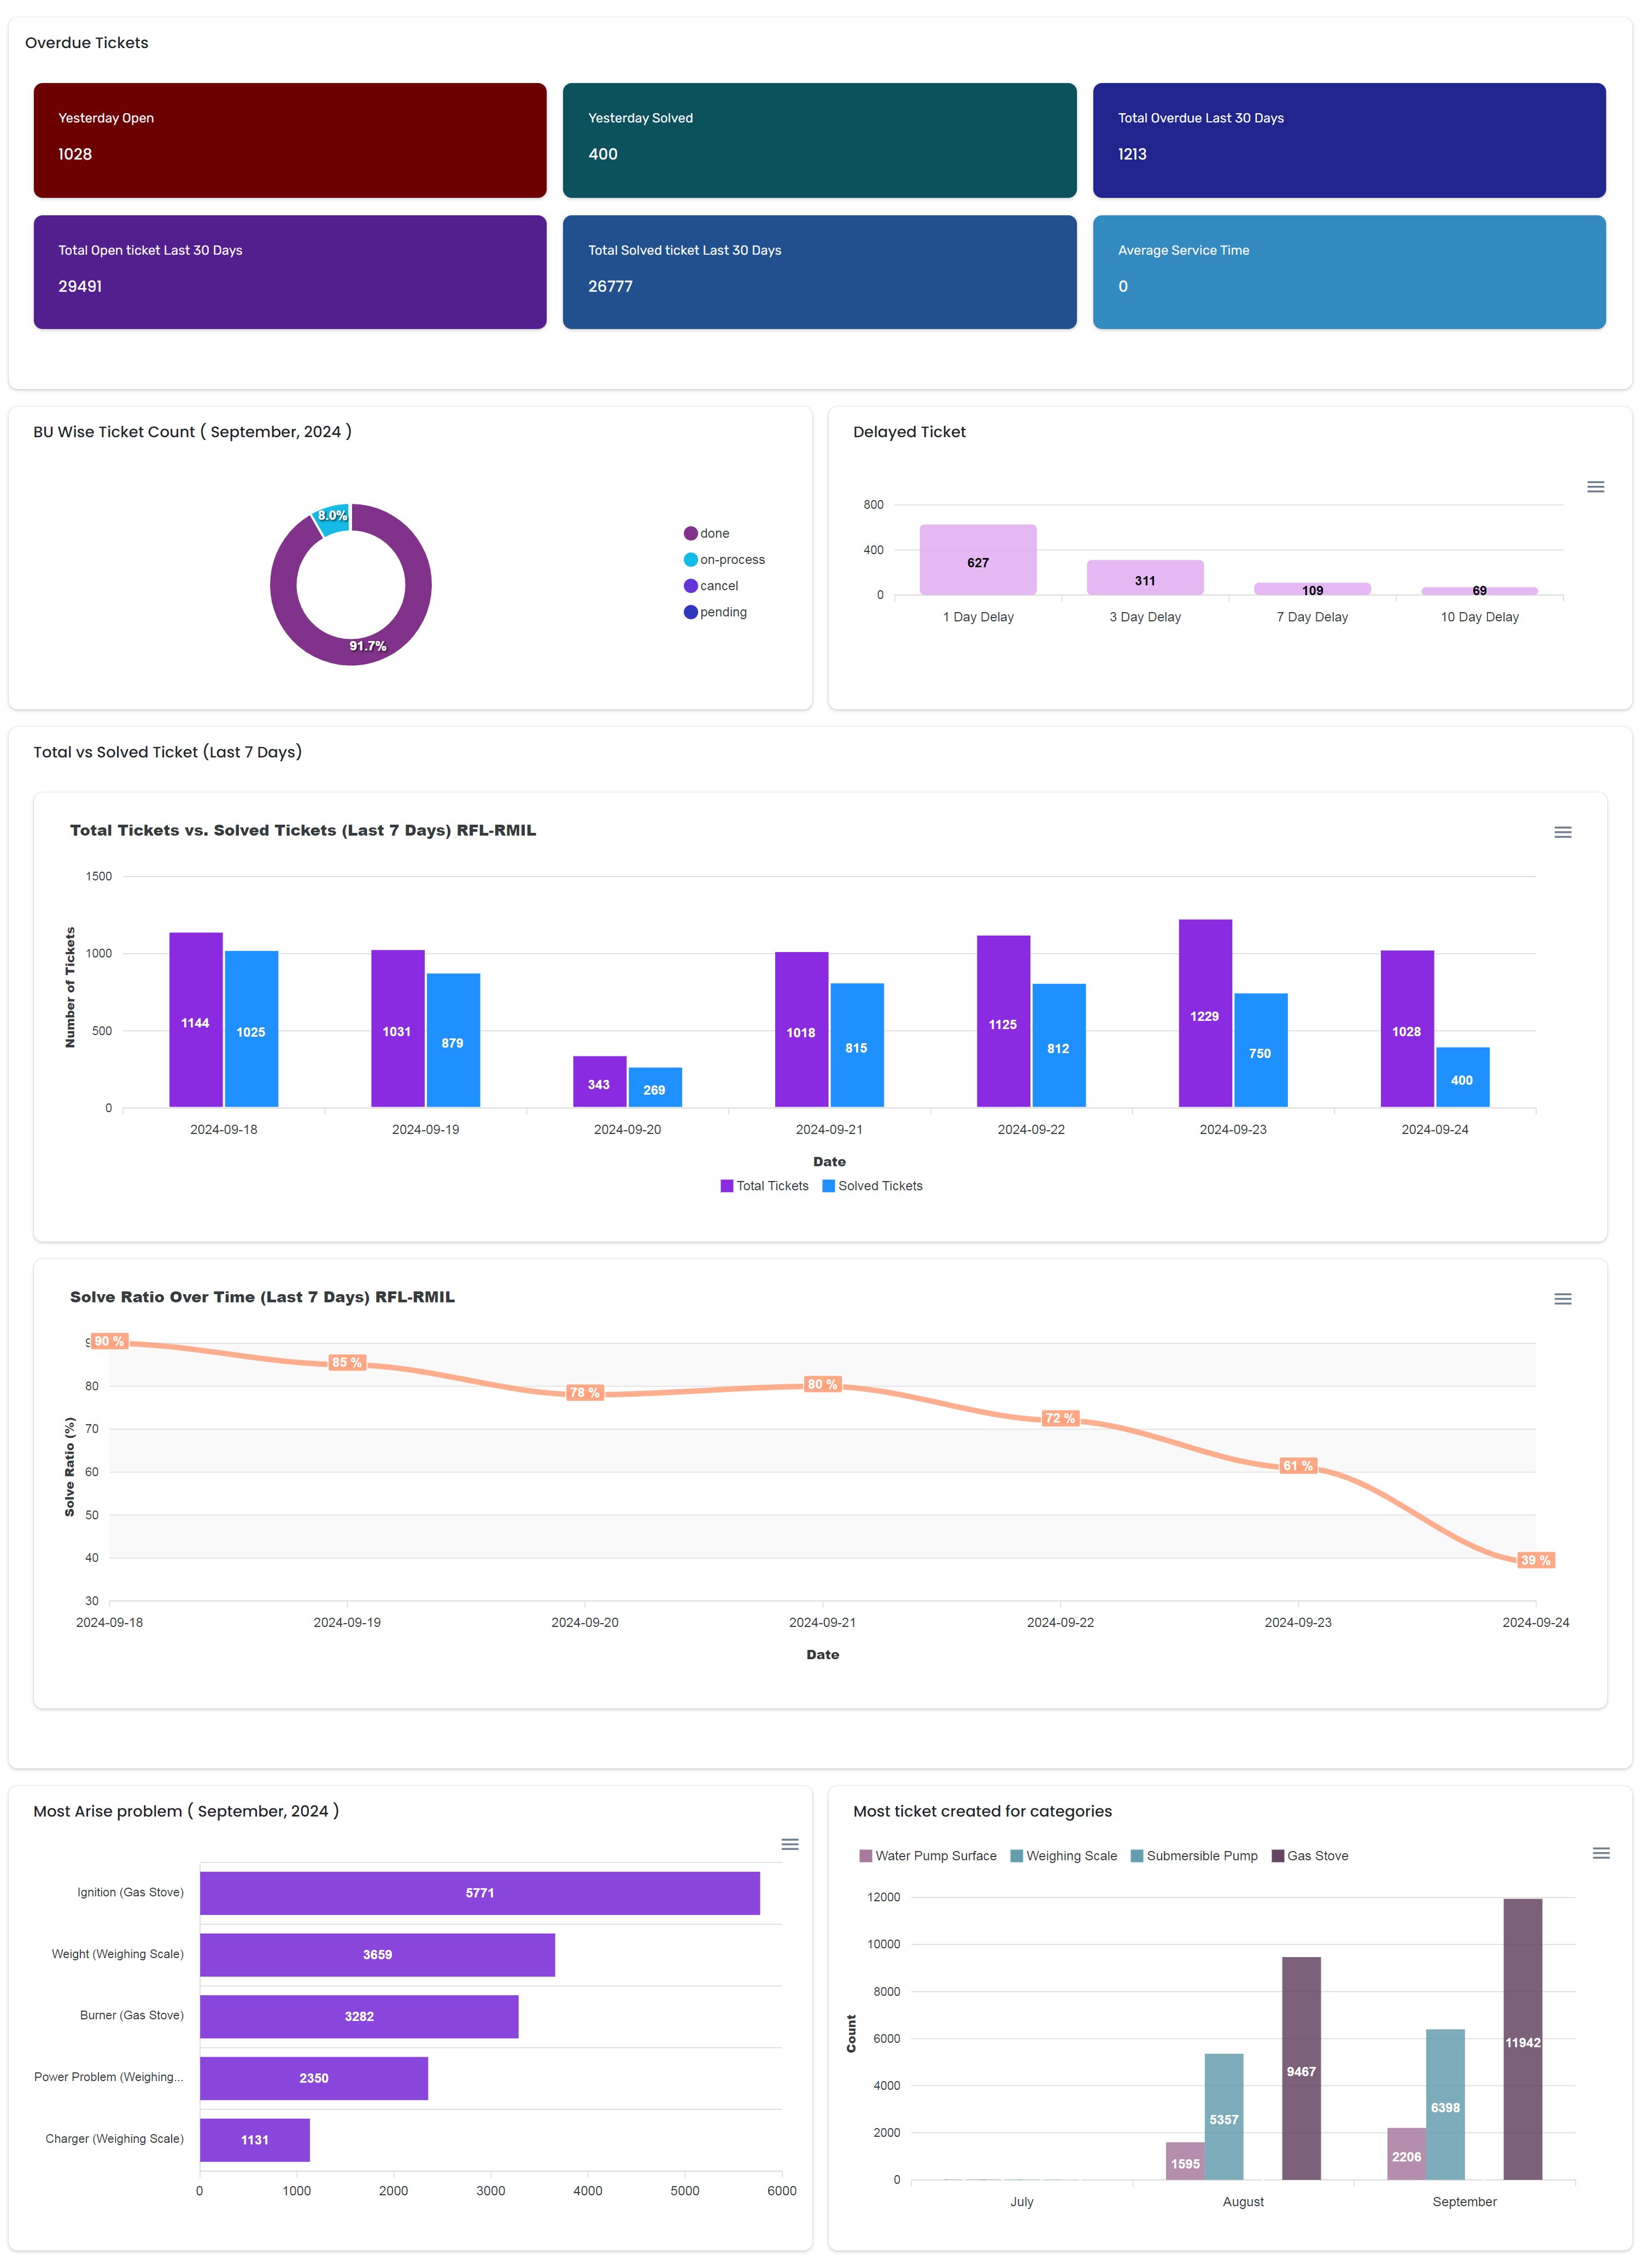 Overdue Tickets
Yesterday Open
1028
Yesterday Solved
400
Total Overdue Last 30 Days
1213
Total Open ticket Last 30 Days
29491
Total Solved ticket Last 30 Days
26777
Average Service Time
0
BU Wise Ticket Count ( September, 2024 )
8.0%
91.7%
done
on-process
cancel
pending
Delayed Ticket
800
400
0
627
311
109
69
1 Day Delay
3 Day Delay
7 Day Delay
10 Day Delay
Total vs Solved Ticket (Last 7 Days)
Total Tickets vs. Solved Tickets (Last 7 Days) RFL-RMIL
Number of Tickets
1500
1000
500
0
1144
1025
1031
879
343
269
1018
815
1125
812
1229
750
1028
400
2024-09-18
2024-09-19
2024-09-20
2024-09-21
2024-09-22
2024-09-23
2024-09-24
Date
Total Tickets
Solved Tickets
Solve Ratio Over Time (Last 7 Days) RFL-RMIL
Solve Ratio (%)
80
70
60
50
40
30
90 %
85 %
78 %
80 %
72 %
61 %
39 %
2024-09-18
2024-09-19
2024-09-20
2024-09-21
2024-09-22
2024-09-23
2024-09-24
Date
Most Arise problem ( September, 2024 )
Ignition (Gas Stove)
5771
Weight (Weighing Scale)
3659
Burner (Gas Stove)
3282
Power Problem (Weighing...
2350
Charger (Weighing Scale)
1131
0
1000
2000
3000
4000
5000
6000
Most ticket created for categories
Water Pump Surface
Weighing Scale
Submersible Pump
Gas Stove
Count
12000
10000
8000
6000
4000
2000
0
1595
5357
9467
2206
6398
11942
July
August
September